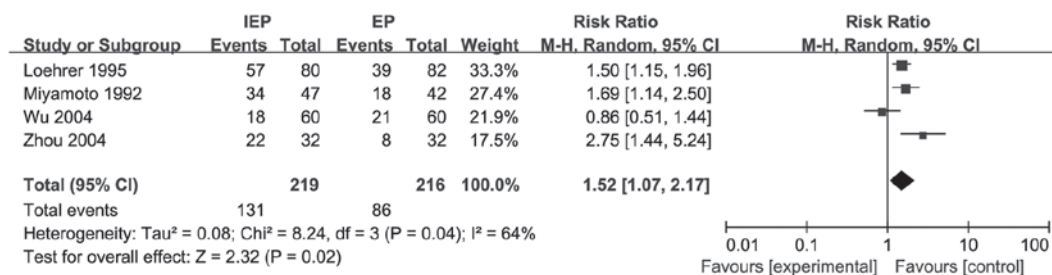 IEP EP Risk Ratio Risk Ratio
Study or Subgroup Events Total Events Total Weight M-H, Random, 95% CI M-H, Random, 95% CI
Loehrer 1995 57 80 39 82 33.3% 1.50 [1.15, 1.96]
Miyamoto 1992 34 47 18 42 27.4% 1.69 [1.14, 2.50]
Wu 2004 18 60 21 60 21.9% 0.86 [0.51, 1.44]
Zhou 2004 22 32 8 32 17.5% 2.75 [1.44, 5.24]
Total (95% CI) 219 216 100.0% 1.52 [1.07, 2.17]
Total events 131 86
Heterogeneity: Tau² = 0.08; Chi² = 8.24, df = 3 (P = 0.04); I² = 64%
Test for overall effect: Z = 2.32 (P = 0.02)
0.01 0.1 1 10 100
Favours [experimental] Favours [control]